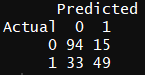 Predicted
Actual 0 1
0 94 15
1 33 49